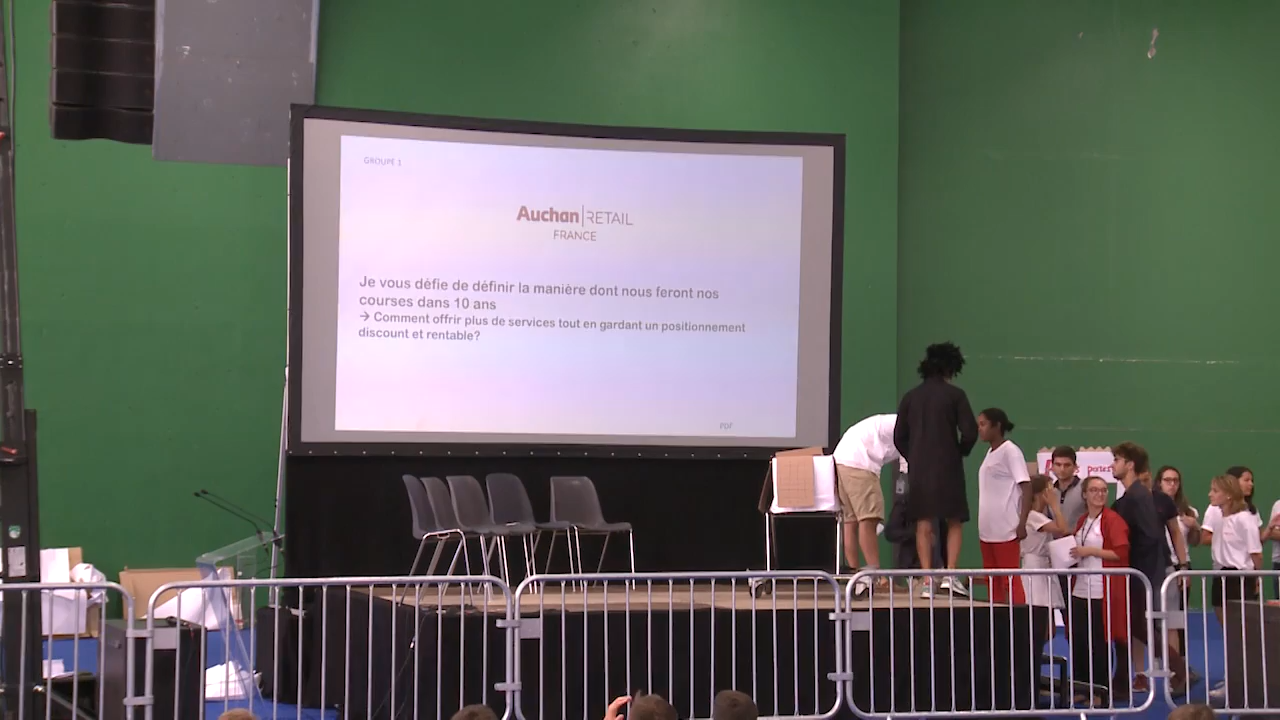 GROUPE 1
Auchan|RETAIL
FRANCE
Je vous défie de définir la manière dont nous feront nos
courses dans 10 ans
→ Comment offrir plus de services tout en gardant un positionnement
discount et rentable?
PDF